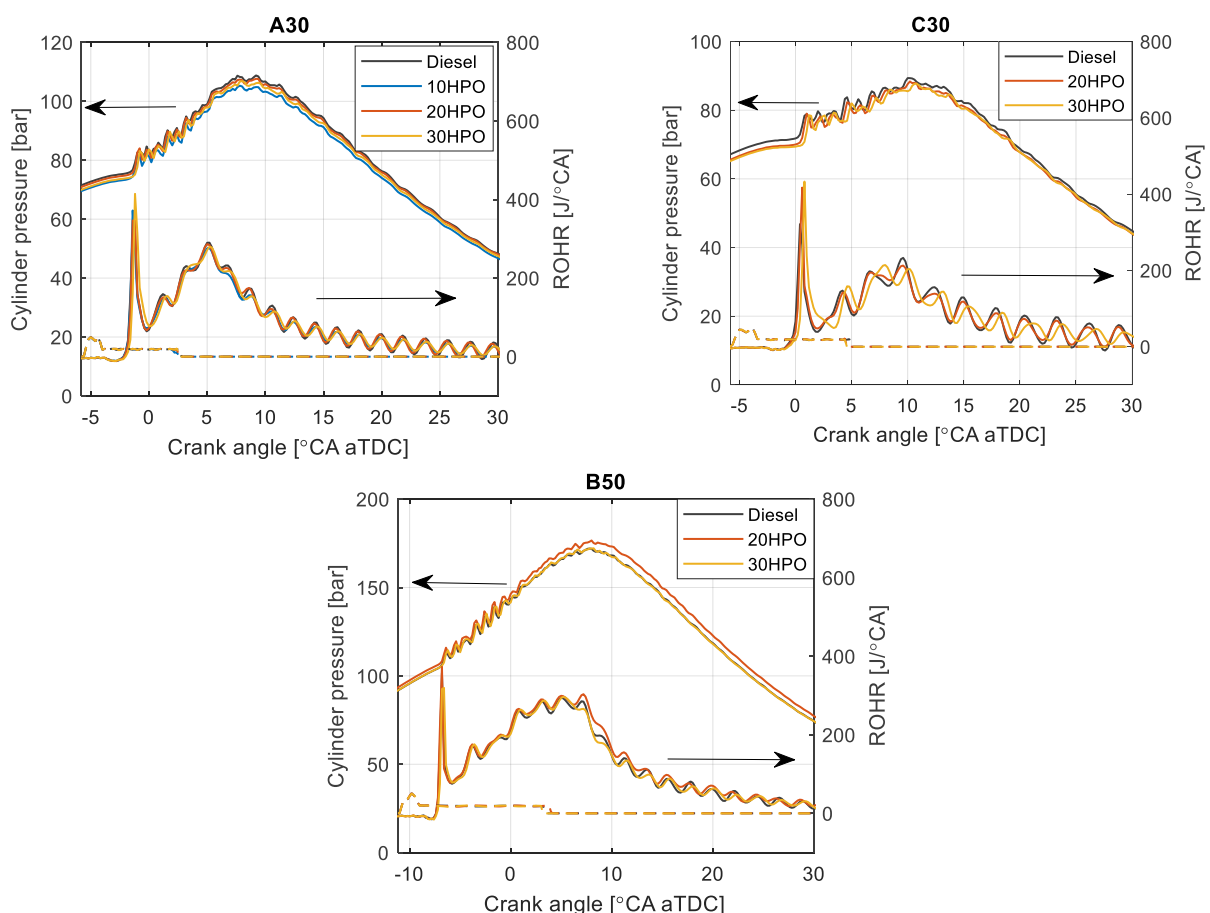 A30
120
100
80
60
40
20
0
Cylinder pressure [bar]
-5
0
5
10
15
20
25
30
Crank angle [°CA aTDC]
800
600
400
200
0
ROHR [J/°CA]
Diesel
10HPO
20HPO
30HPO
C30
100
80
60
40
20
0
Cylinder pressure [bar]
-5
0
5
10
15
20
25
30
Crank angle [°CA aTDC]
800
600
400
200
0
ROHR [J/°CA]
Diesel
20HPO
30HPO
B50
200
150
100
50
0
Cylinder pressure [bar]
-10
0
10
20
30
Crank angle [°CA aTDC]
800
600
400
200
0
ROHR [J/°CA]
Diesel
20HPO
30HPO